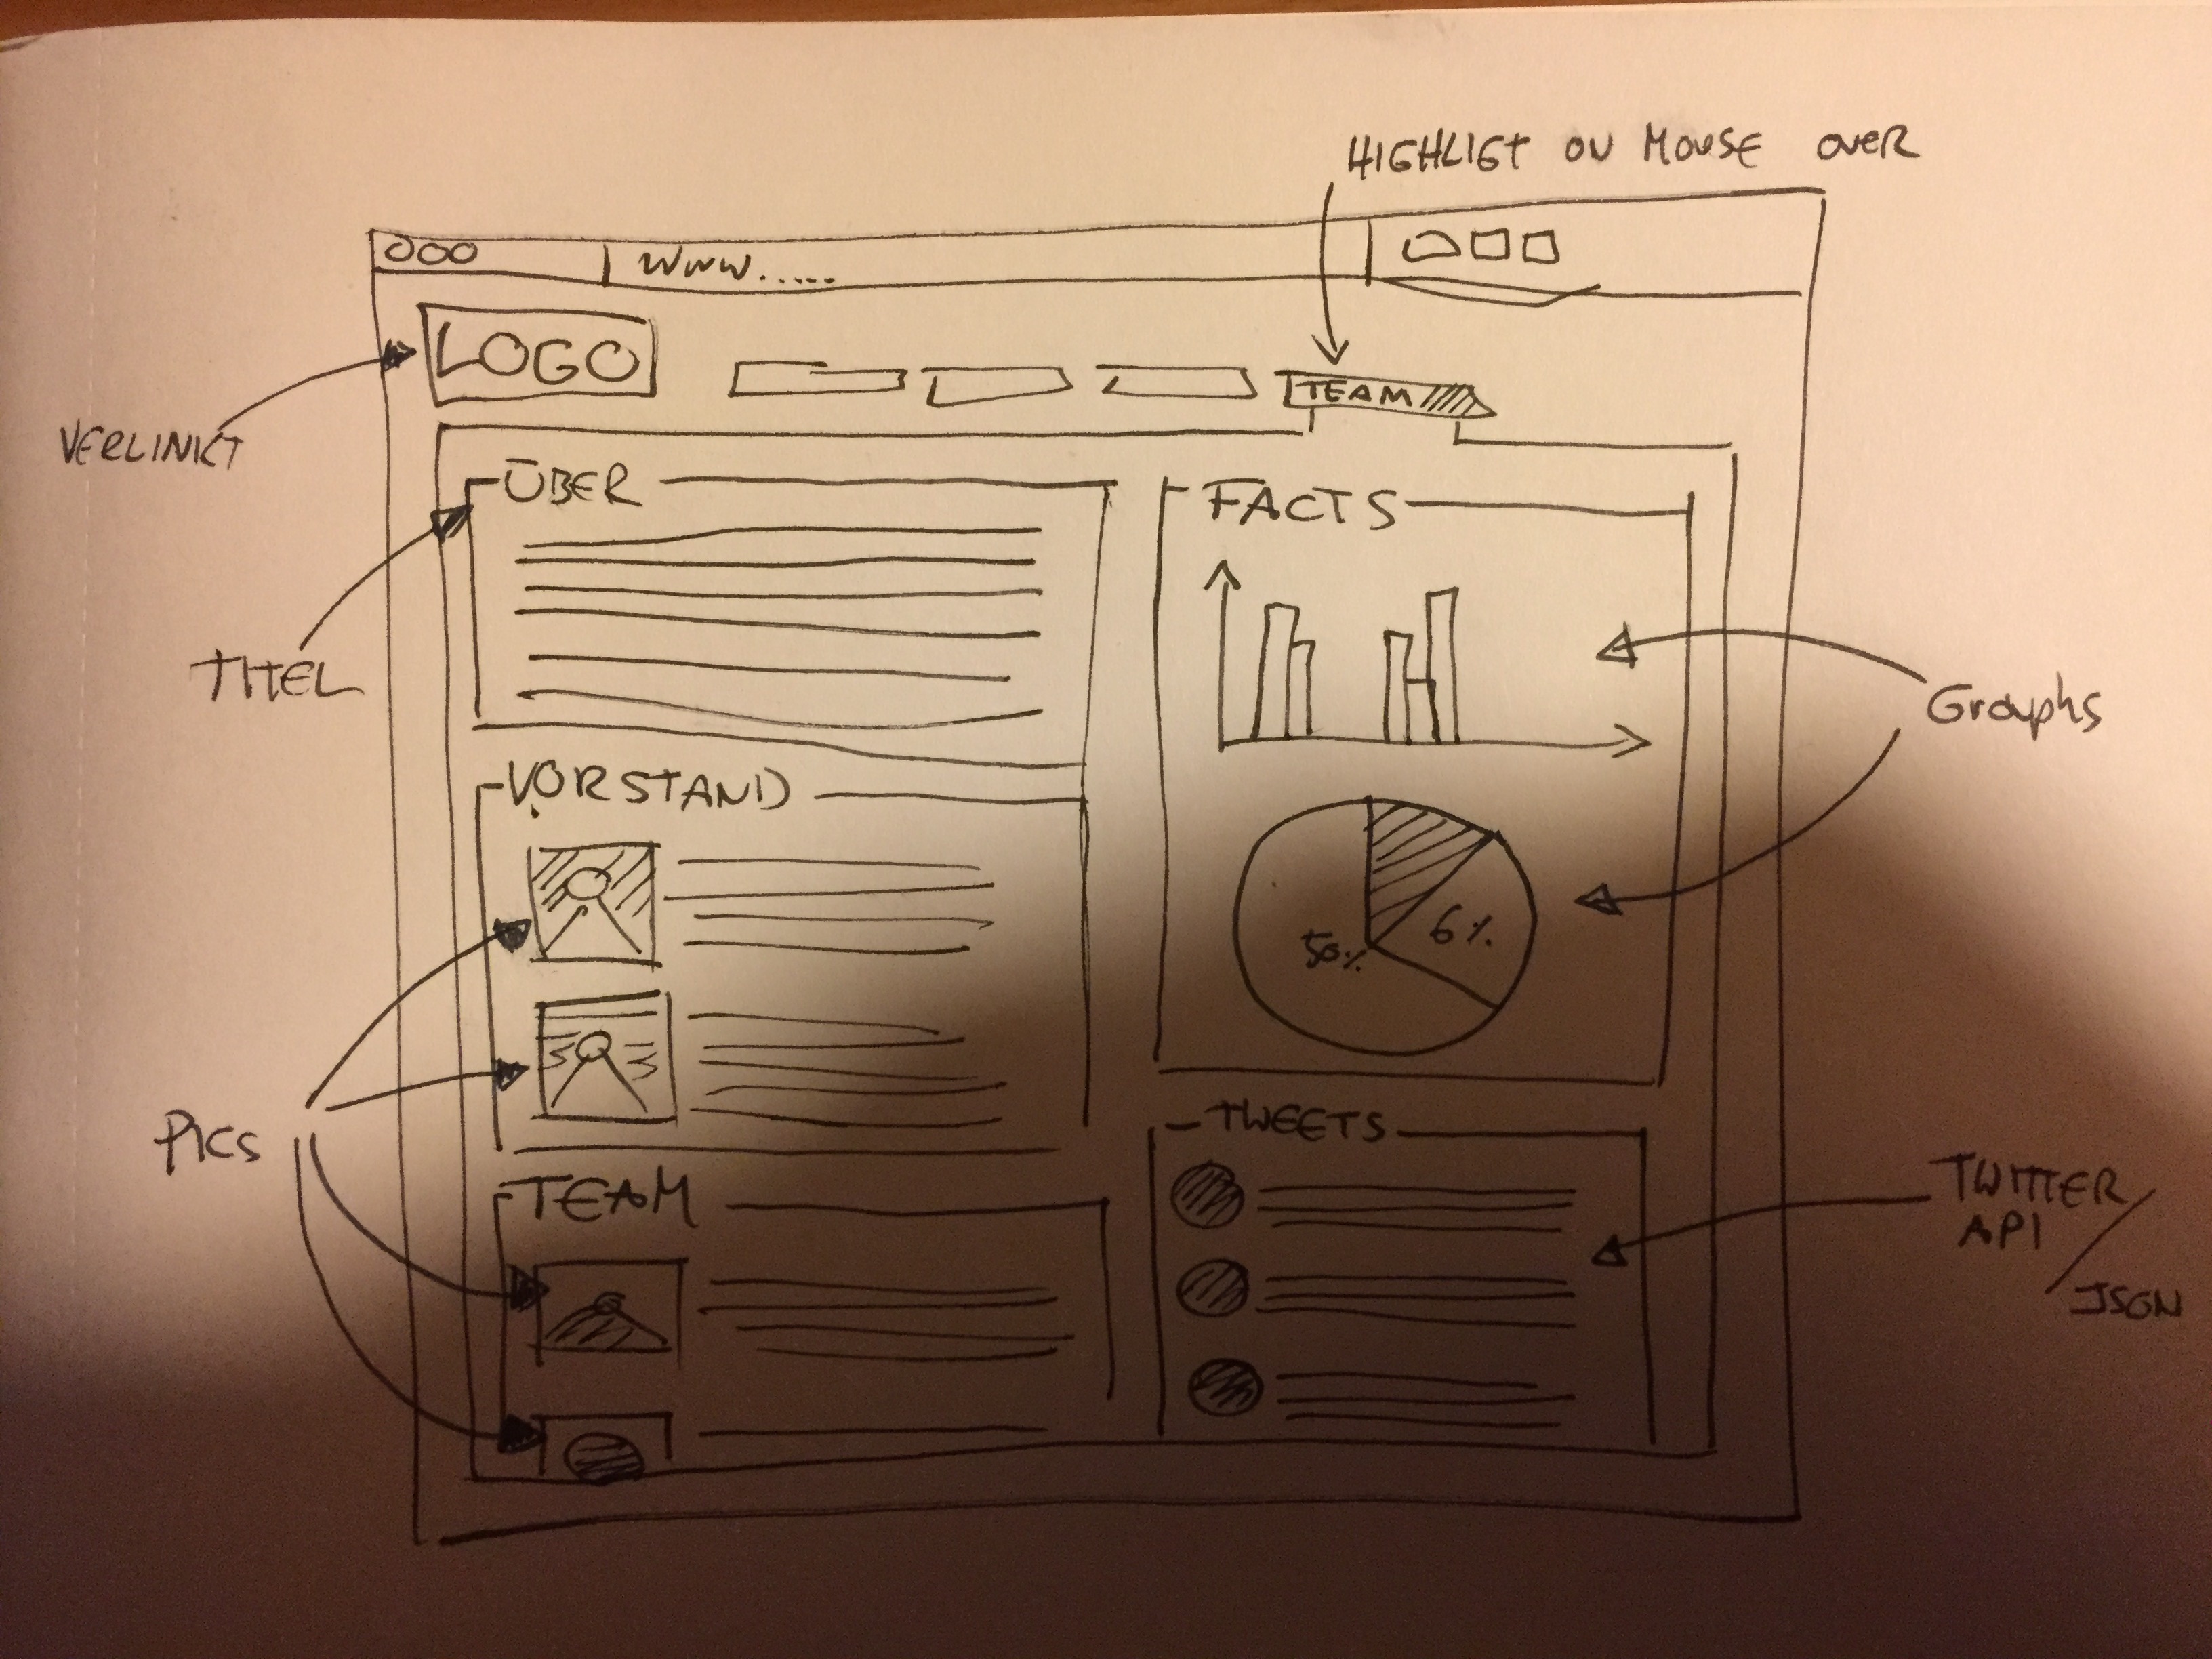 HIGHLIGT ON MOUSE OVER
WWW.....
LOGO
TEAM
VERLINKT
ÜBER
FACTS
TITEL
Graphs
VORSTAND
50%
6%
PICS
TWEETS
TEAM
TWITTER
API /
JSON